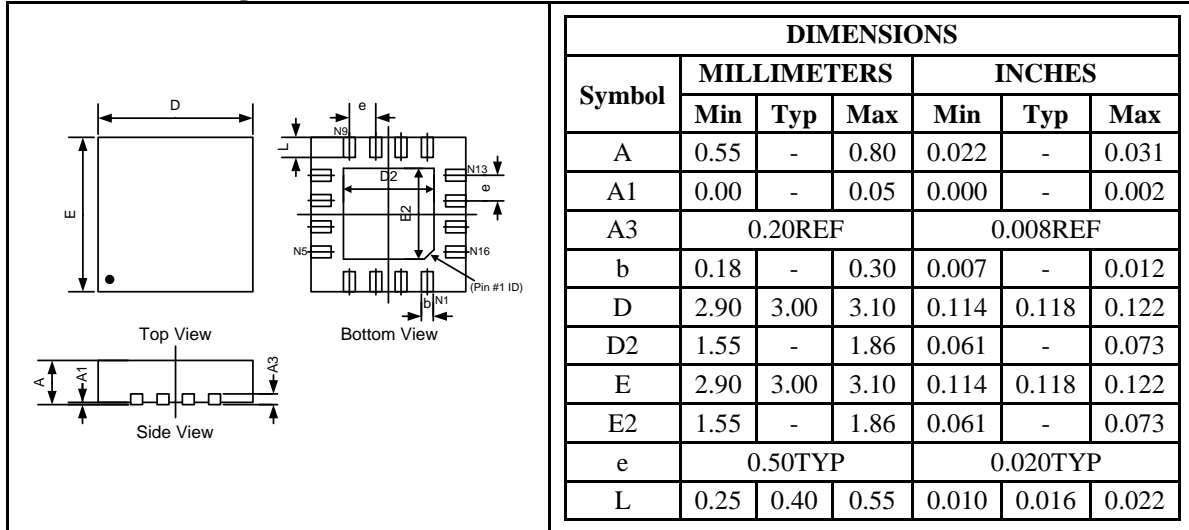 D
E
Top View
e
N9
L
D2
E2
N13
e
N5
N16
(Pin #1 ID)
b
N1
Bottom View
A
A1
A3
Side View
DIMENSIONS
Symbol MILLIMETERS INCHES
Min Typ Max Min Typ Max
A 0.55 - 0.80 0.022 - 0.031
A1 0.00 - 0.05 0.000 - 0.002
A3 0.20REF 0.008REF
b 0.18 - 0.30 0.007 - 0.012
D 2.90 3.00 3.10 0.114 0.118 0.122
D2 1.55 - 1.86 0.061 - 0.073
E 2.90 3.00 3.10 0.114 0.118 0.122
E2 1.55 - 1.86 0.061 - 0.073
e 0.50TYP 0.020TYP
L 0.25 0.40 0.55 0.010 0.016 0.022